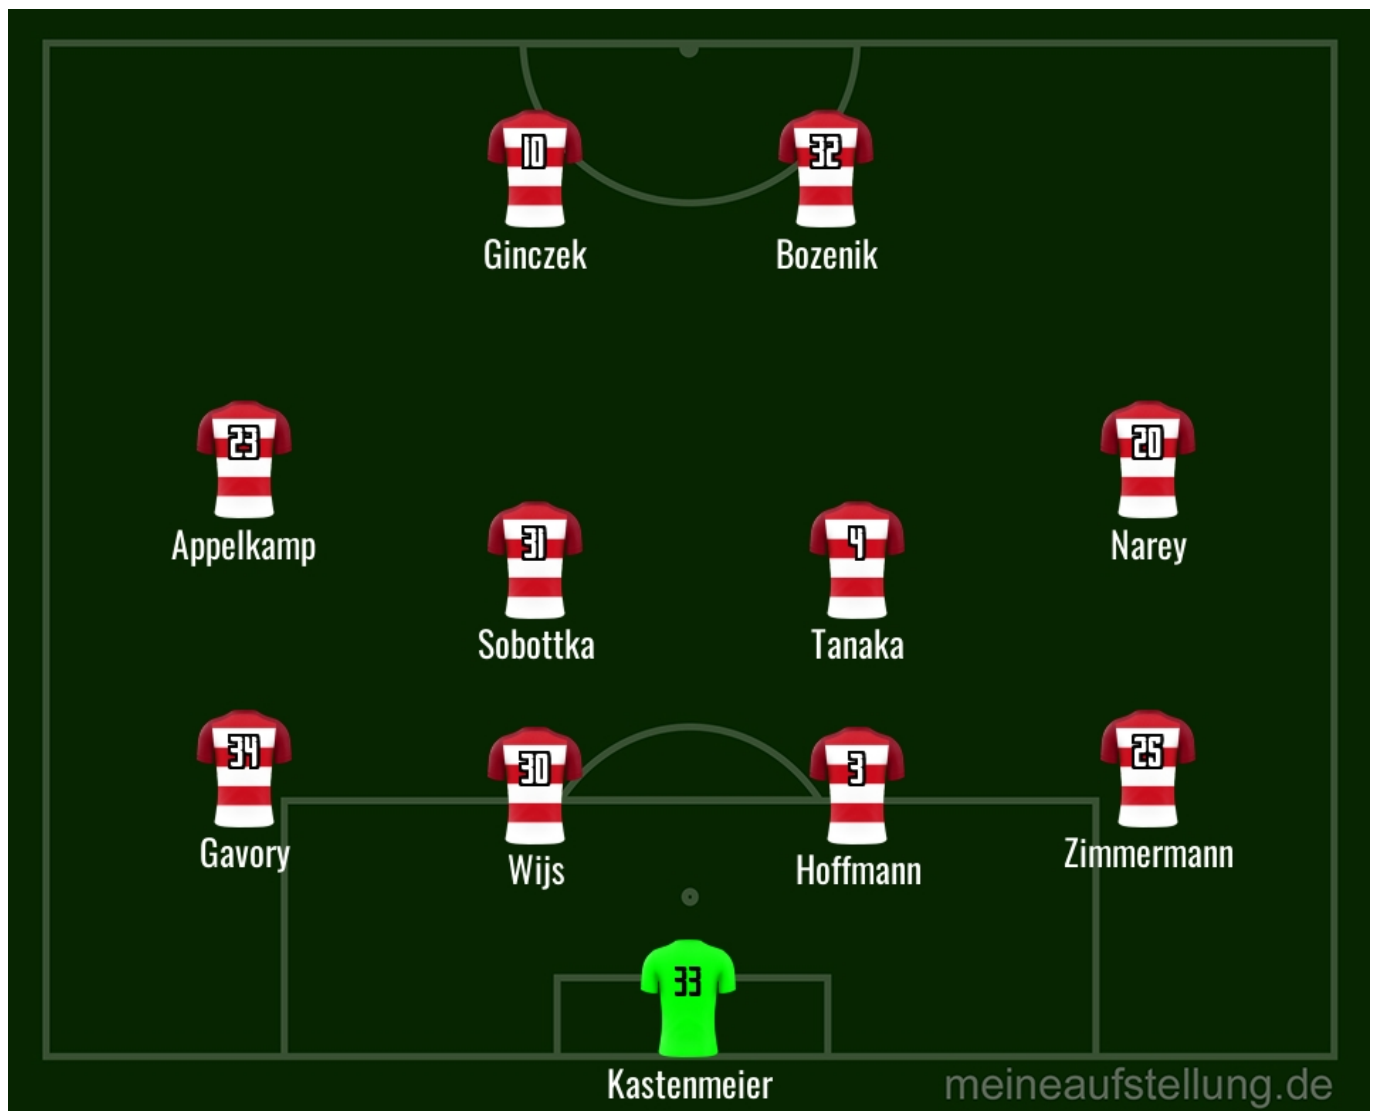 10
32
Ginczek
Bozenik
23
20
Appelkamp
Narey
31
4
Sobottka
Tanaka
34
25
30
3
Gavory
Zimmermann
Wijs
Hoffmann
33
Kastenmeier
meineaufstellung.de